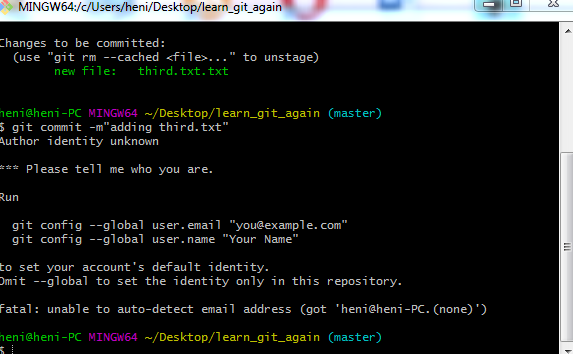 MINGW64:/c/Users/heni/Desktop/learn_git_again
Changes to be committed:
(use "git rm --cached <file>..." to unstage)
new file: third.txt.txt
heni@heni-PC MINGW64 ~/Desktop/learn_git_again (master)
$ git commit -m"adding third.txt"
Author identity unknown
*** Please tell me who you are.
Run
git config --global user.email "you@example.com"
git config --global user.name "Your Name"
to set your account's default identity.
Omit --global to set the identity only in this repository.
fatal: unable to auto-detect email address (got 'heni@heni-PC.(none)')
heni@heni-PC MINGW64 ~/Desktop/learn_git_again (master)
$